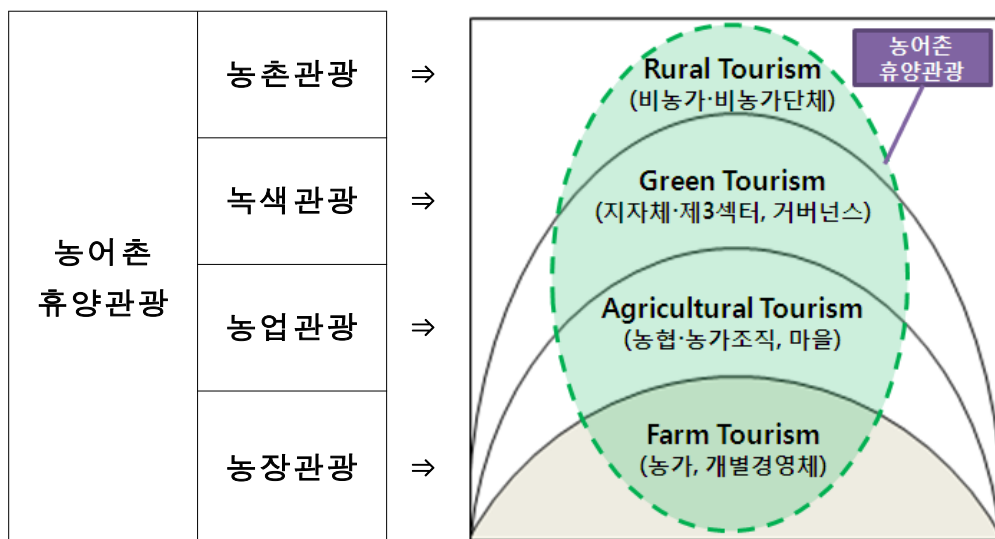 농어촌
휴양관광
농촌관광 ⇒
녹색관광 ⇒
농업관광 ⇒
농장관광 ⇒
농어촌
휴양관광
Rural Tourism
(비농가·비농가단체)
Green Tourism
(지자체·제3섹터, 거버넌스)
Agricultural Tourism
(농협·농가조직, 마을)
Farm Tourism
(농가, 개별경영체)